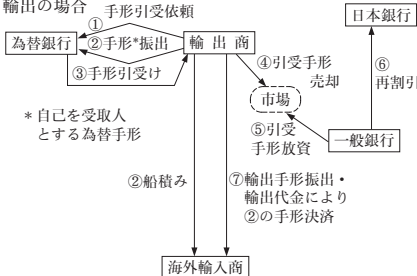 輸出の場合
手形引受依頼
①
②手形*振出
③手形引受け
為替銀行
輸出商
日本銀行
④引受手形
売却
市場
⑥
再割引
⑤引受
手形放資
一般銀行
*自己を受取人
とする為替手形
②船積み
⑦輸出手形振出・
輸出代金により
②の手形決済
海外輸入商